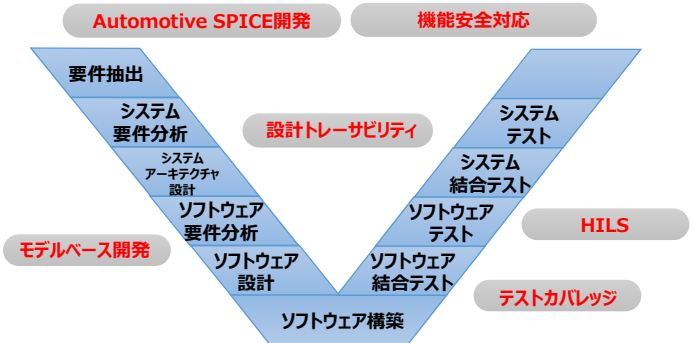 Automotive SPICE開発
機能安全対応
要件抽出
システム
要件分析
システム
アーキテクチャ
設計
ソフトウェア
要件分析
ソフトウェア
設計
ソフトウェア構築
ソフトウェア
結合テスト
ソフトウェア
テスト
システム
結合テスト
システム
テスト
設計トレーサビリティ
モデルベース開発
HILS
テストカバレッジ